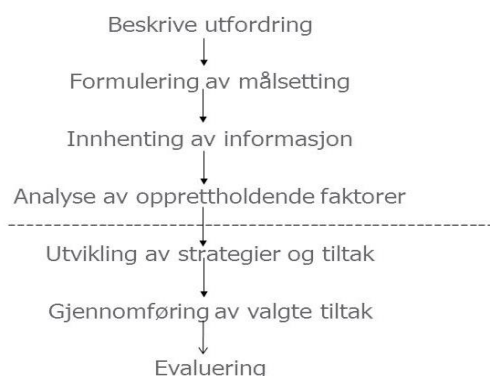 Beskrive utfordring
Formulering av målsetting
Innhenting av informasjon
Analyse av opprettholdende faktorer
Utvikling av strategier og tiltak
Gjennomføring av valgte tiltak
Evaluering